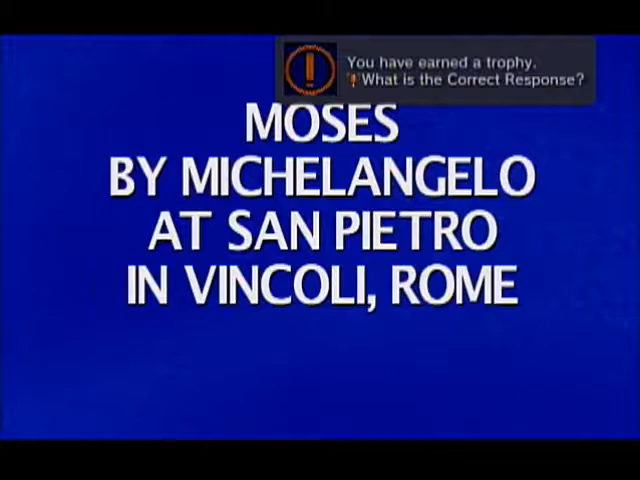 You have earned a trophy.
What is the Correct Response?
MOSES
BY MICHELANGELO
AT SAN PIETRO
IN VINCOLI, ROME